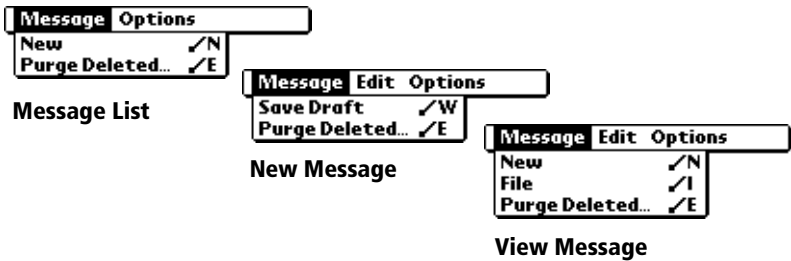 Message Options
New ✓N
Purge Deleted... ✓E
Message List
Message Edit Options
Save Draft ✓W
Purge Deleted... ✓E
New Message
Message Edit Options
New ✓N
File ✓I
Purge Deleted... ✓E
View Message